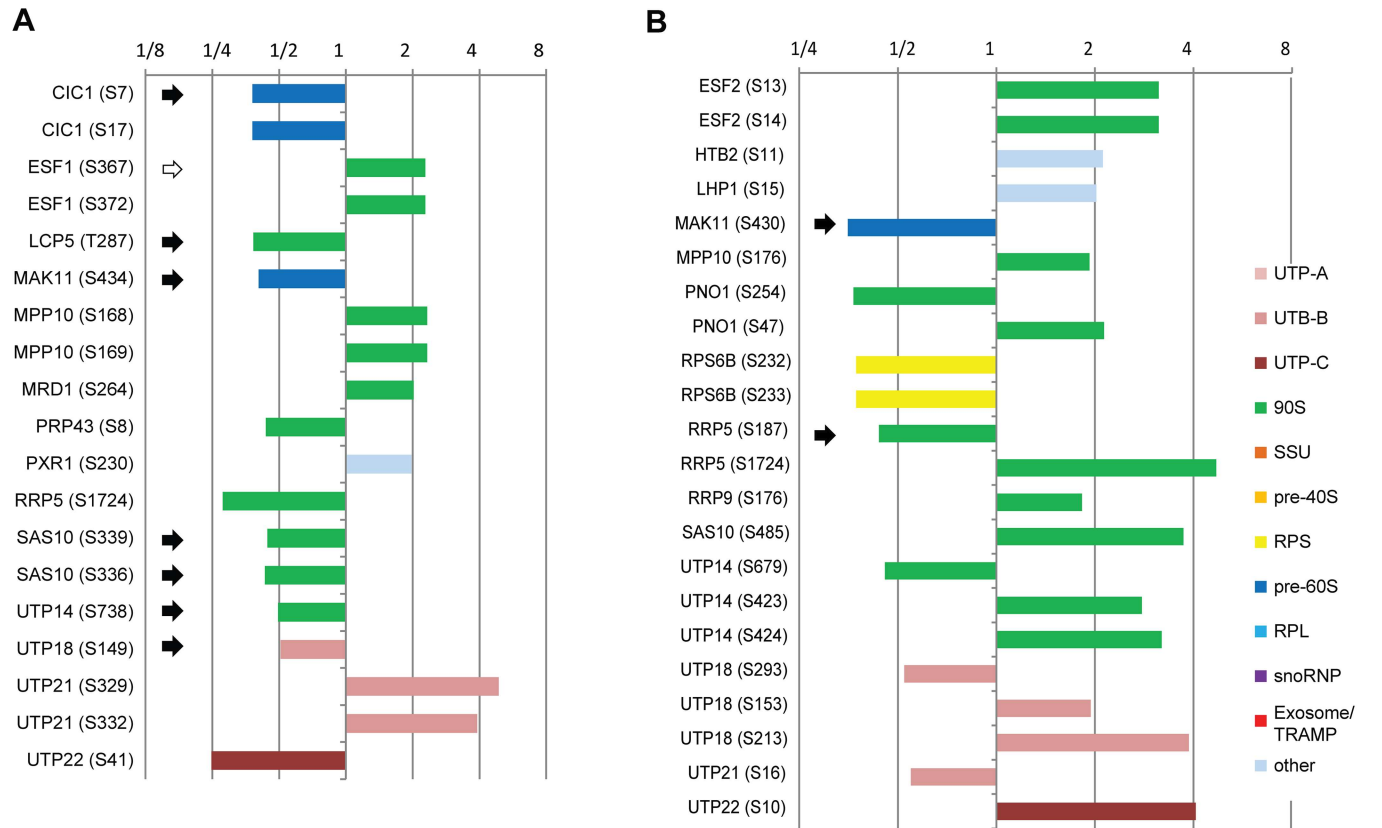 A
1/8 1/4 1/2 1 2 4 8
CIC1 (S7)
CIC1 (S17)
ESF1 (S367)
ESF1 (S372)
LCP5 (T287)
MAK11 (S434)
MPP10 (S168)
MPP10 (S169)
MRD1 (S264)
PRP43 (S8)
PXR1 (S230)
RRP5 (S1724)
SAS10 (S339)
SAS10 (S336)
UTP14 (S738)
UTP18 (S149)
UTP21 (S329)
UTP21 (S332)
UTP22 (S41)
B
1/4 1/2 1 2 4 8
ESF2 (S13)
ESF2 (S14)
HTB2 (S11)
LHP1 (S15)
MAK11 (S430)
MPP10 (S176)
PNO1 (S254)
PNO1 (S47)
RPS6B (S232)
RPS6B (S233)
RRP5 (S187)
RRP5 (S1724)
RRP9 (S176)
SAS10 (S485)
UTP14 (S679)
UTP14 (S423)
UTP14 (S424)
UTP18 (S293)
UTP18 (S153)
UTP18 (S213)
UTP21 (S16)
UTP22 (S10)
UTP-A
UTB-B
UTP-C
90S
SSU
pre-40S
RPS
pre-60S
RPL
snoRNP
Exosome/
TRAMP
other